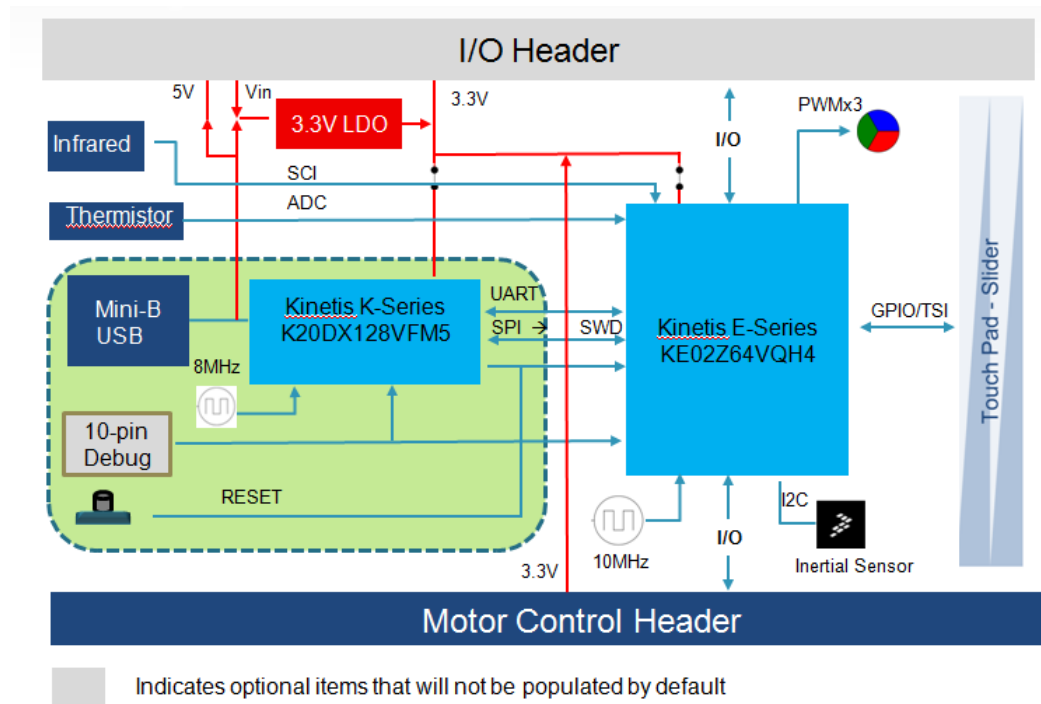 I/O Header
5V
Vin
3.3V
3.3V LDO
I/O
PWMx3
Infrared
SCI
ADC
Thermistor
Mini-B
USB
Kinetis K-Series
K20DX128VFM5
UART
SPI →
SWD
Kinetis E-Series
KE02Z64VQH4
GPIO/TSI
Touch Pad - Slider
8MHz
10-pin
Debug
RESET
10MHz
I/O
I2C
Inertial Sensor
3.3V
Motor Control Header
Indicates optional items that will not be populated by default